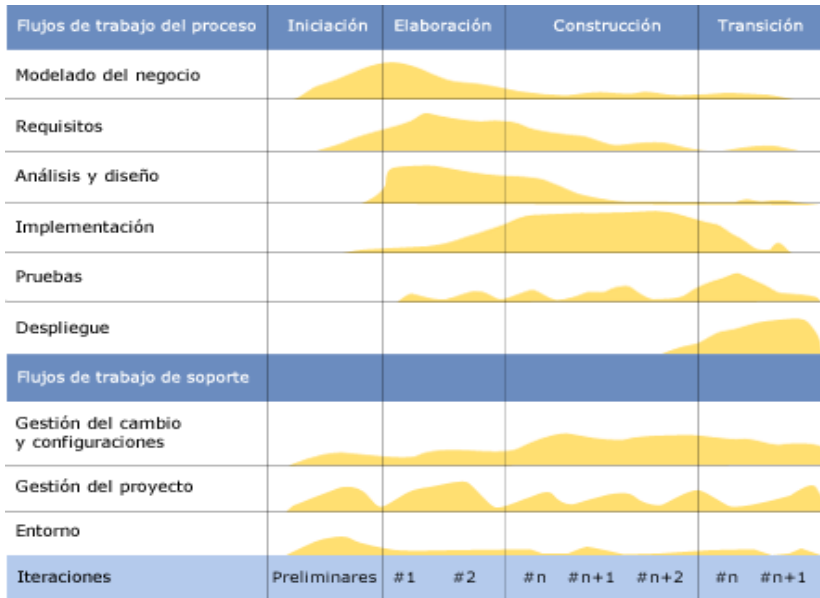 Flujos de trabajo del proceso Iniciación Elaboración Construcción Transición
Modelado del negocio
Requisitos
Análisis y diseño
Implementación
Pruebas
Despliegue
Flujos de trabajo de soporte
Gestión del cambio
y configuraciones
Gestión del proyecto
Entorno
Iteraciones Preliminares #1 #2 #n #n+1 #n+2 #n #n+1